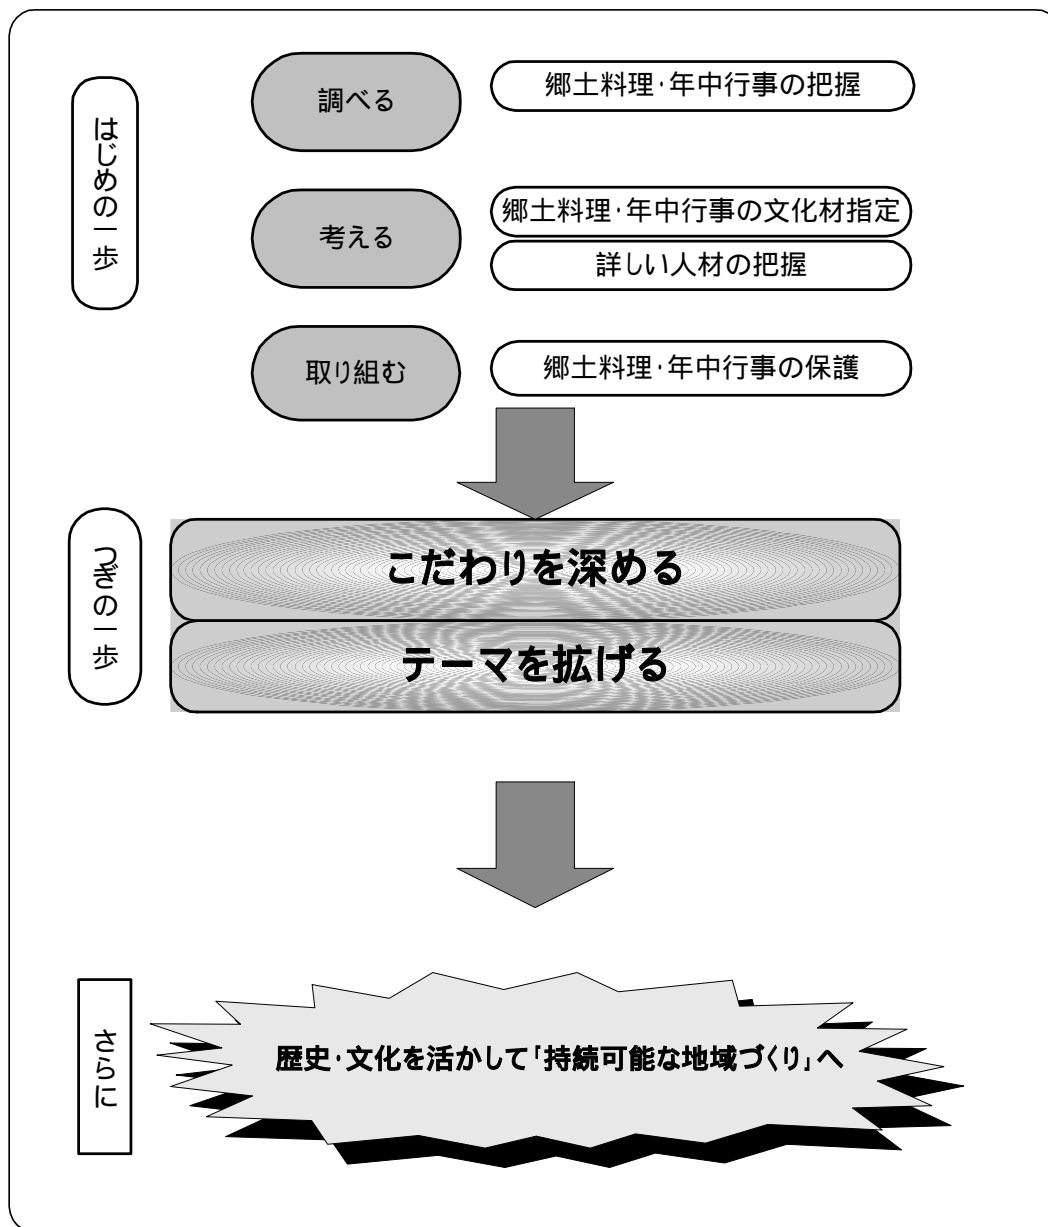 はじめの一歩
調べる
郷土料理・年中行事の把握
考える
郷土料理・年中行事の文化材指定
詳しい人材の把握
取り組む
郷土料理・年中行事の保護
つぎの一歩
こだわりを深める
テーマを拡げる
さらに
歴史・文化を活かして「持続可能な地域づくり」へ